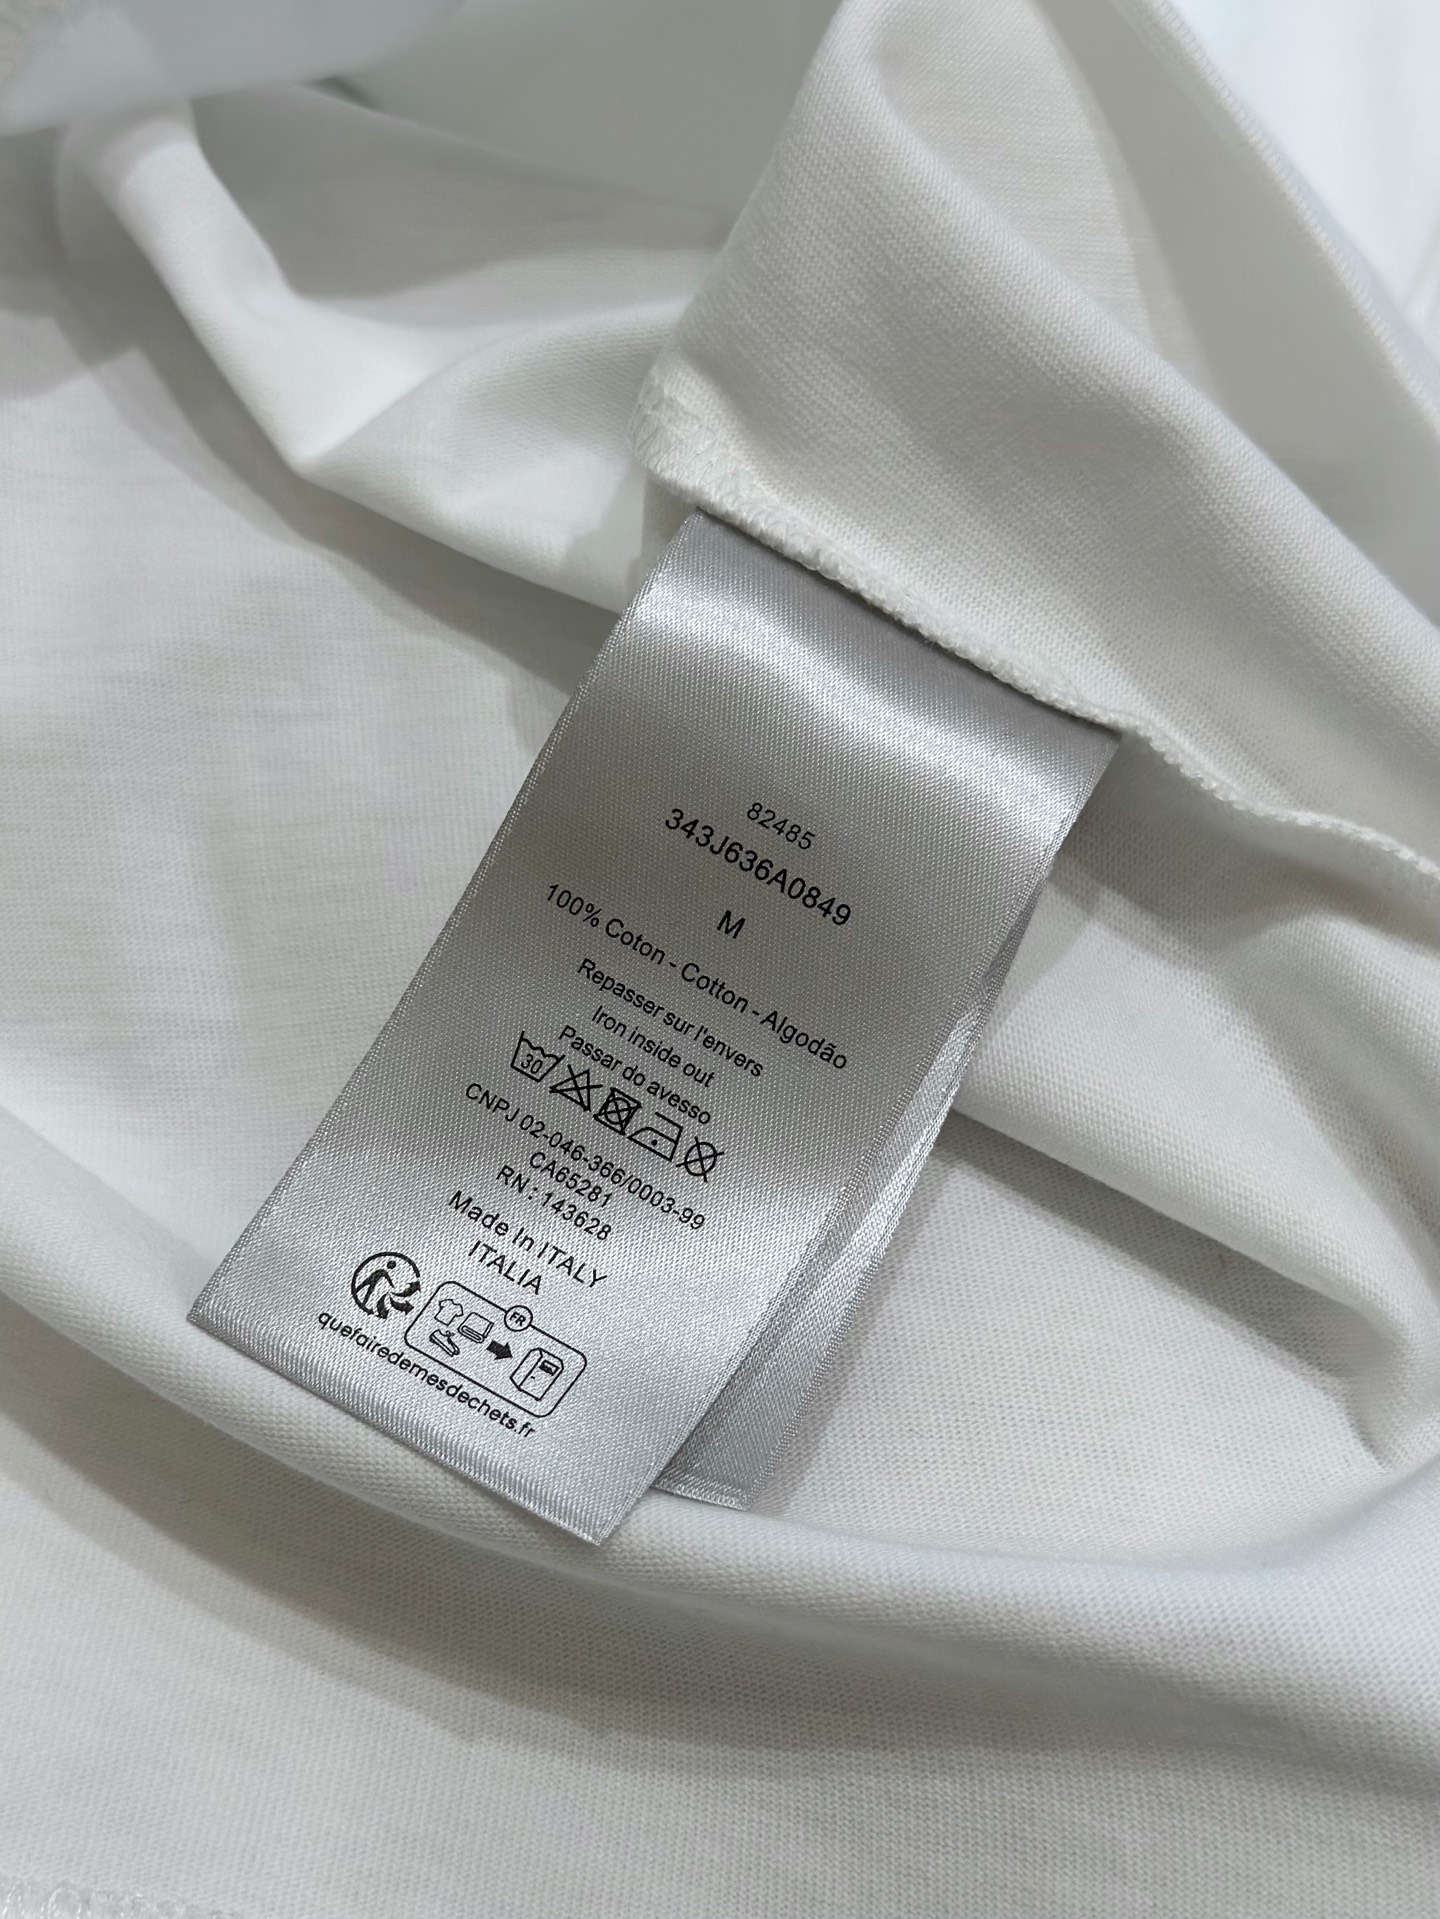 82485
343J636A0849
M
100% Coton - Cotton - Algodão
Repasser sur l'envers
Iron inside out
Passar do avesso
30
CNPJ 02-046-366/0003-99
CA65281
RN : 143628
Made In ITALY
ITALIA
FR
quefairedemesdechets.fr